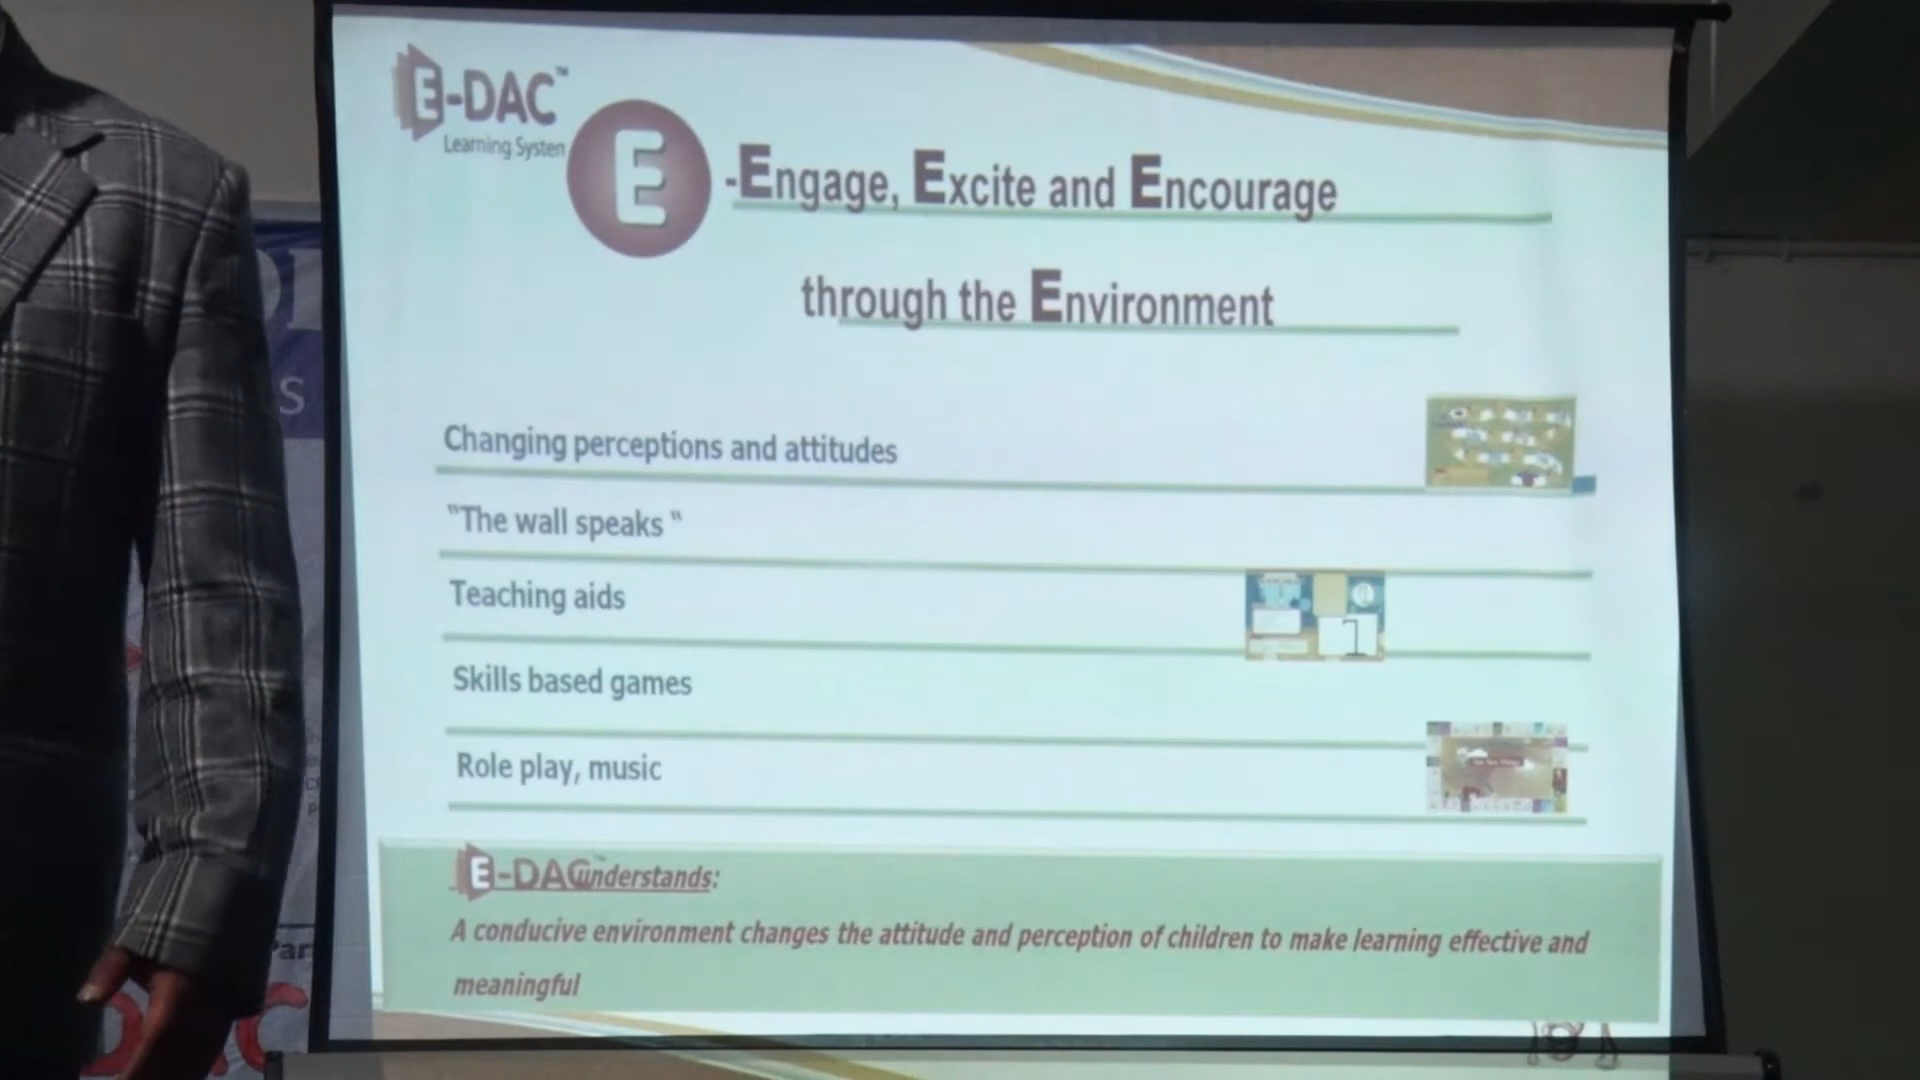 E-DAC™
Learning System
E -Engage, Excite and Encourage
through the Environment
Changing perceptions and attitudes
"The wall speaks "
Teaching aids
1
Skills based games
Role play, music
E-DAC™ understands:
A conducive environment changes the attitude and perception of children to make learning effective and
meaningful
S
Par